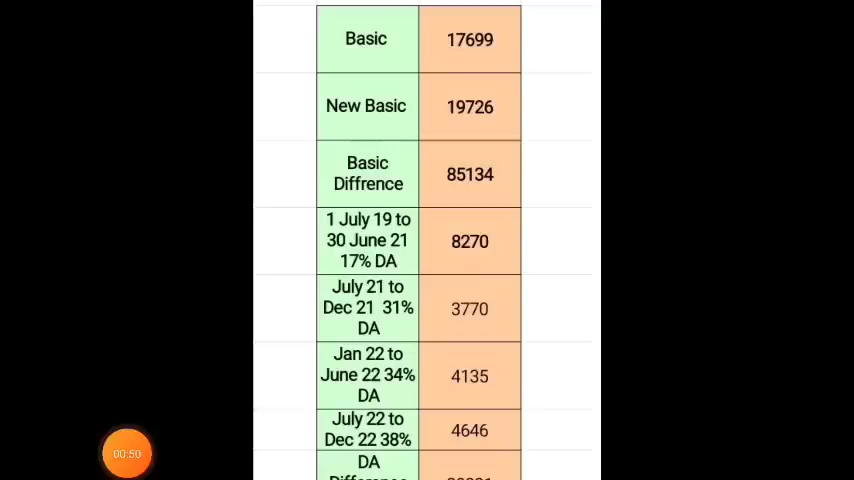 Basic 17699
New Basic 19726
Basic
Diffrence
85134
1 July 19 to
30 June 21
17% DA
8270
July 21 to
Dec 21 31%
DA
3770
Jan 22 to
June 22 34%
DA
4135
July 22 to
Dec 22 38%
4646
DA
00:50